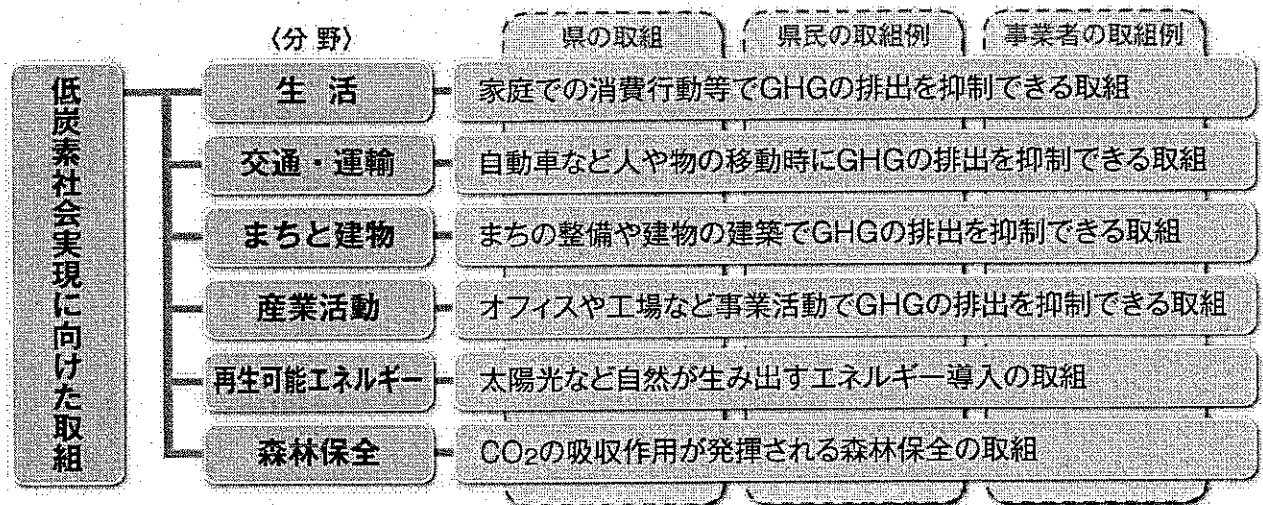 〈分 野〉
県の取組
県民の取組例
事業者の取組例
低炭素社会実現に向けた取組
生 活
家庭での消費行動等でGHGの排出を抑制できる取組
交通・運輸
自動車など人や物の移動時にGHGの排出を抑制できる取組
まちと建物
まちの整備や建物の建築でGHGの排出を抑制できる取組
産業活動
オフィスや工場など事業活動でGHGの排出を抑制できる取組
再生可能エネルギー
太陽光など自然が生み出すエネルギー導入の取組
森林保全
CO2の吸収作用が発揮される森林保全の取組